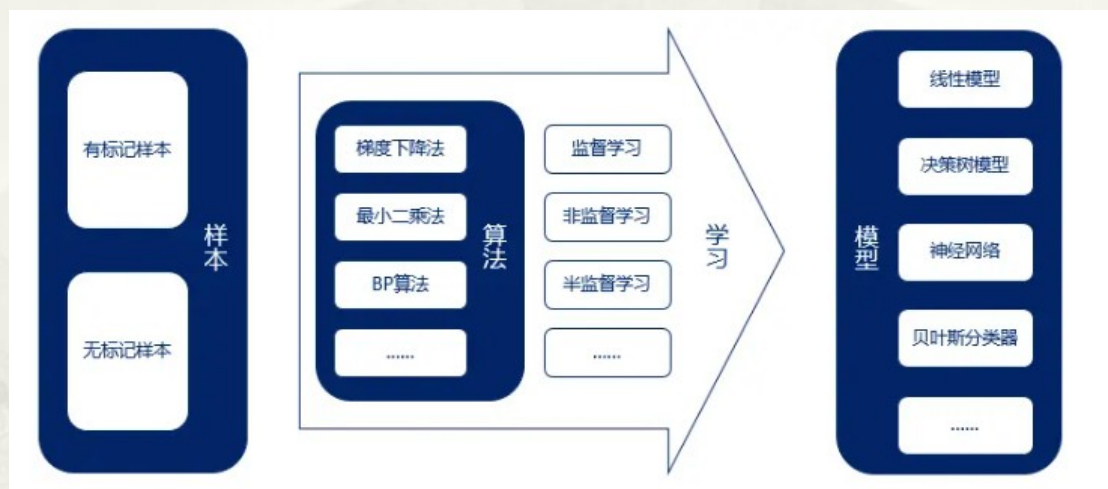 有标记样本
无标记样本
样本
梯度下降法
最小二乘法
BP算法
......
算法
监督学习
非监督学习
半监督学习
......
学习
模型
线性模型
决策树模型
神经网络
贝叶斯分类器
......